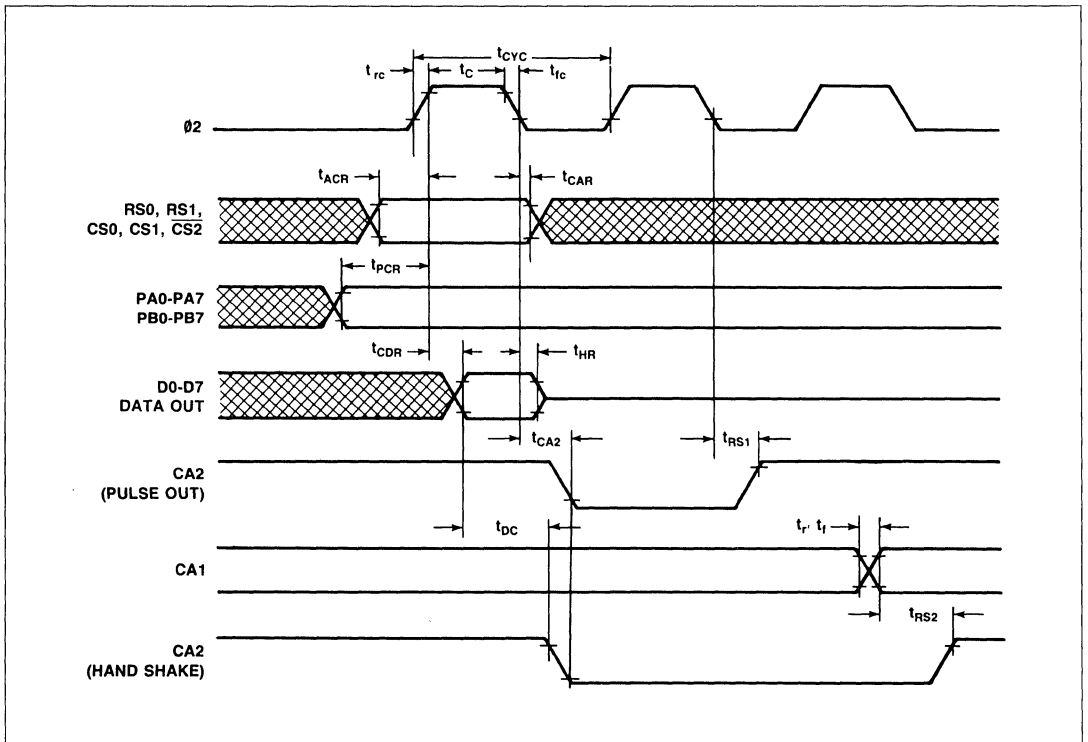 tCYC
trc
tC
tfc
Ø2
tACR
tCAR
RS0, RS1,
CS0, CS1, C̅S̅2̅
tPCR
PA0-PA7
PB0-PB7
tCDR
tHR
D0-D7
DATA OUT
tCA2
tRS1
CA2
(PULSE OUT)
tDC
tr, tf
CA1
tRS2
CA2
(HAND SHAKE)